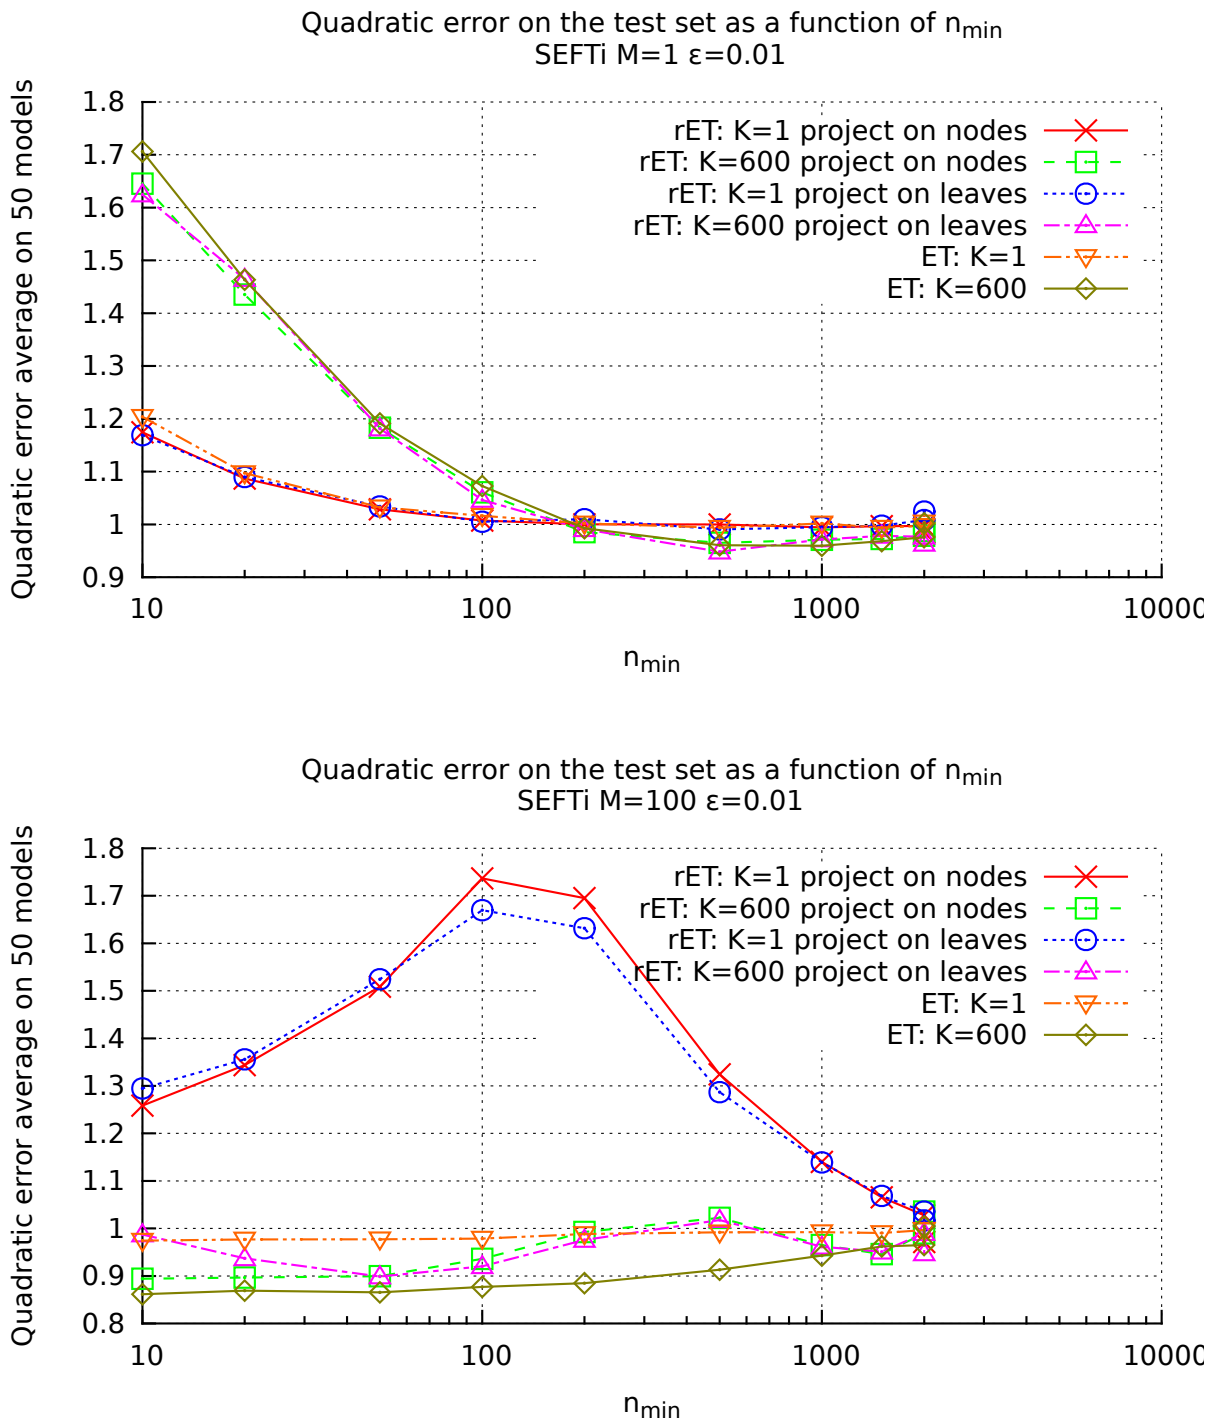 Quadratic error on the test set as a function of n_min
SEFTi M=1 ε=0.01
Quadratic error average on 50 models
1.8
1.7
1.6
1.5
1.4
1.3
1.2
1.1
1
0.9
rET: K=1 project on nodes
rET: K=600 project on nodes
rET: K=1 project on leaves
rET: K=600 project on leaves
ET: K=1
ET: K=600
10 100 1000 10000
n_min
Quadratic error on the test set as a function of n_min
SEFTi M=100 ε=0.01
Quadratic error average on 50 models
1.8
1.7
1.6
1.5
1.4
1.3
1.2
1.1
1
0.9
0.8
rET: K=1 project on nodes
rET: K=600 project on nodes
rET: K=1 project on leaves
rET: K=600 project on leaves
ET: K=1
ET: K=600
10 100 1000 10000
n_min